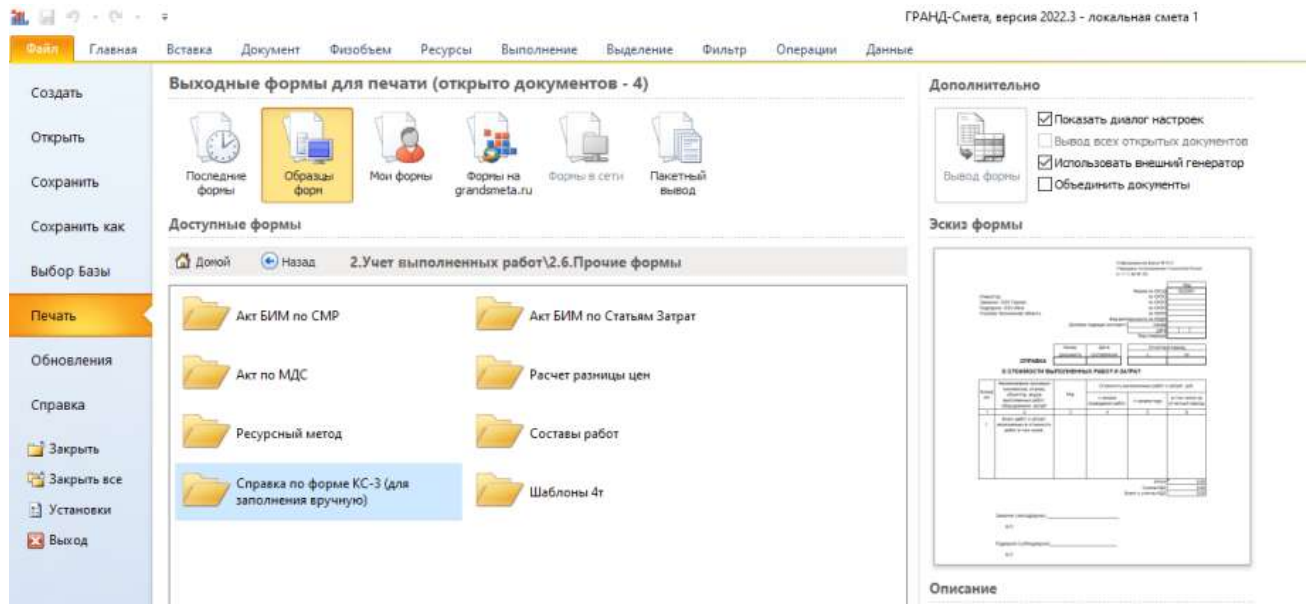 ГРАНД-Смета, версия 2022.3 - локальная смета 1
Файл Главная Вставка Документ Физобъем Ресурсы Выполнение Выделение Фильтр Операции Данные
Создать
Открыть
Сохранить
Сохранить как
Выбор Базы
Печать
Обновления
Справка
Закрыть
Закрыть все
Установки
Выход
Выходные формы для печати (открыто документов - 4)
Последние формы
Образцы форм
Мои формы
Формы на grandsmeta.ru
Формы в сети
Пакетный вывод
Доступные формы
Домой Назад 2.Учет выполненных работ\2.6.Прочие формы
Акт БИМ по СМР
Акт БИМ по Статьям Затрат
Акт по МДС
Расчет разницы цен
Ресурсный метод
Составы работ
Справка по форме КС-3 (для
заполнения вручную)
Шаблоны 4т
Дополнительно
Вывод формы
Показать диалог настроек
Вывод всех открытых документов
Использовать внешний генератор
Объединить документы
Эскиз формы
СПРАВКА
О СТОИМОСТИ ВЫПОЛНЕННЫХ РАБОТ И ЗАТРАТ
Описание